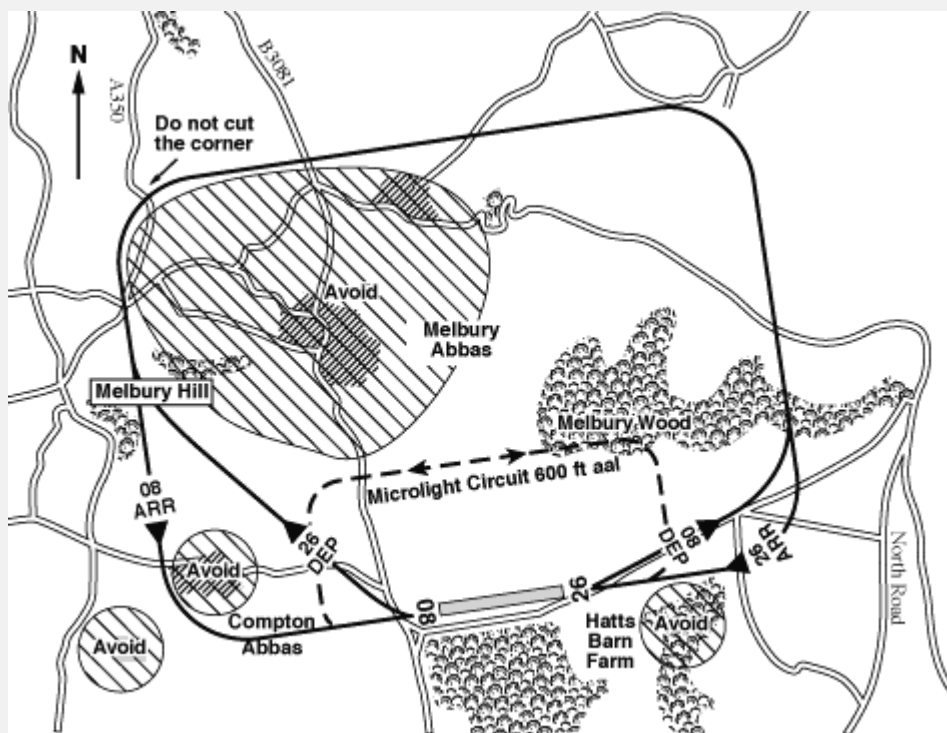 N
A350
B3081
Do not cut
the corner
Avoid
Melbury
Abbas
Melbury Hill
Melbury Wood
Microlight Circuit 600 ft aal
08
ARR
26
DEP
08
DEP
26
ARR
North Road
Avoid
08
26
Compton
Abbas
Hatts
Barn
Farm
Avoid
Avoid